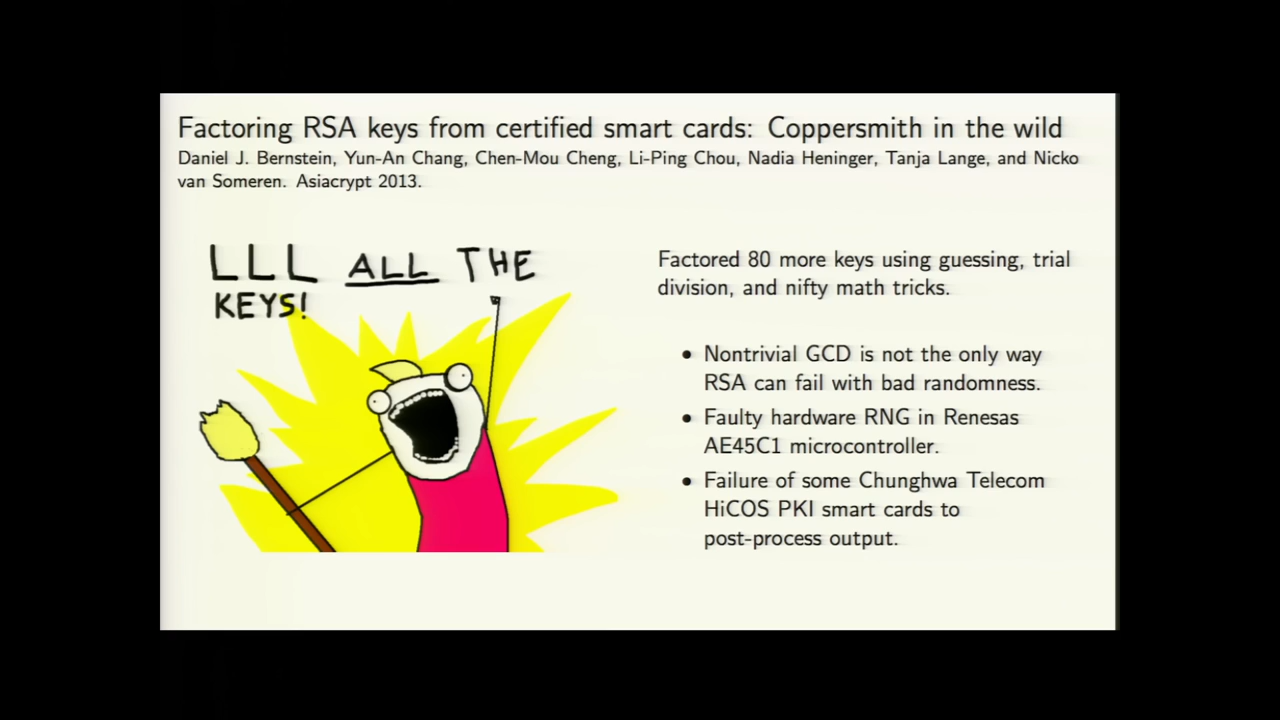 Factoring RSA keys from certified smart cards: Coppersmith in the wild
Daniel J. Bernstein, Yun-An Chang, Chen-Mou Cheng, Li-Ping Chou, Nadia Heninger, Tanja Lange, and Nicko
van Someren. Asiacrypt 2013.
LLL ALL THE
KEYS!
Factored 80 more keys using guessing, trial
division, and nifty math tricks.
• Nontrivial GCD is not the only way
RSA can fail with bad randomness.
• Faulty hardware RNG in Renesas
AE45C1 microcontroller.
• Failure of some Chunghwa Telecom
HiCOS PKI smart cards to
post-process output.